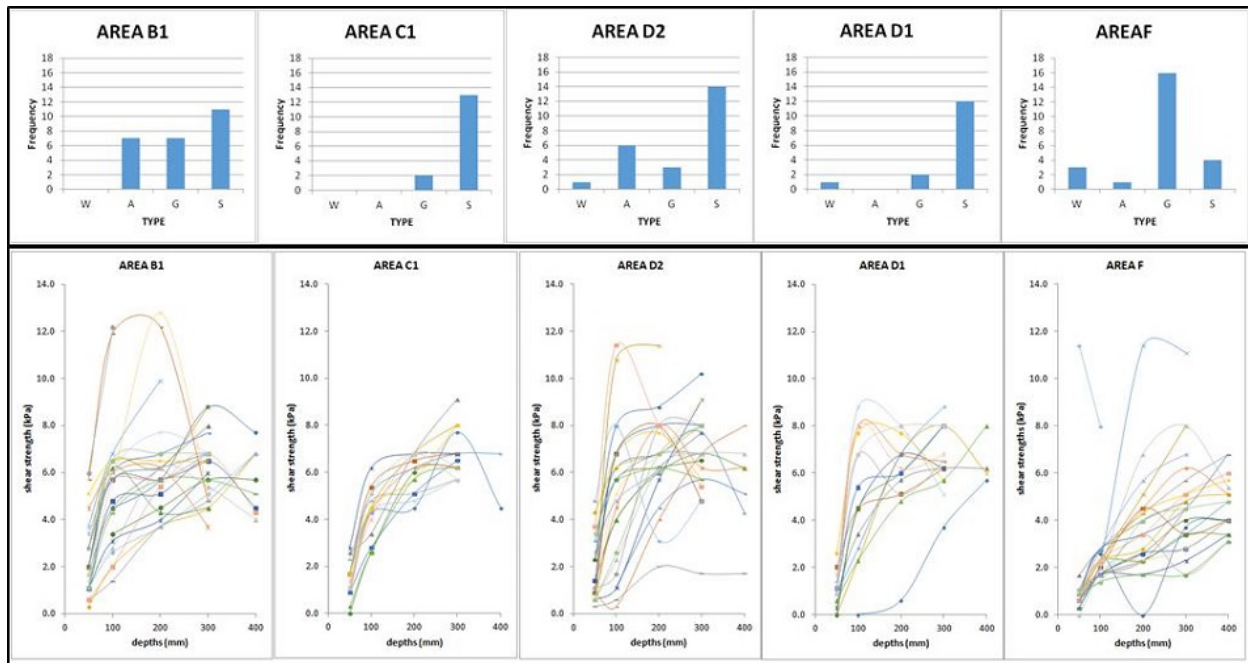 AREA B1
18
16
14
12
10
8
6
4
2
0
Frequency
W A G S
TYPE
AREA C1
18
16
14
12
10
8
6
4
2
0
Frequency
W A G S
TYPE
AREA D2
18
16
14
12
10
8
6
4
2
0
Frequency
W A G S
TYPE
AREA D1
18
16
14
12
10
8
6
4
2
0
Frequency
W A G S
TYPE
AREAF
18
16
14
12
10
8
6
4
2
0
Frequency
W A G S
TYPE
AREA B1
14.0
12.0
10.0
8.0
6.0
4.0
2.0
0.0
shear strength (kPa)
0 100 200 300 400
depths (mm)
AREA C1
14.0
12.0
10.0
8.0
6.0
4.0
2.0
0.0
shear strength (kPa)
0 100 200 300 400
depths (mm)
AREA D2
14.0
12.0
10.0
8.0
6.0
4.0
2.0
0.0
shear strength (kPa)
0 100 200 300 400
depths (mm)
AREA D1
14.0
12.0
10.0
8.0
6.0
4.0
2.0
0.0
shear strength (kPa)
0 100 200 300 400
depths (mm)
AREA F
14.0
12.0
10.0
8.0
6.0
4.0
2.0
0.0
shear strengths (kPa)
0 100 200 300 400
depths (mm)